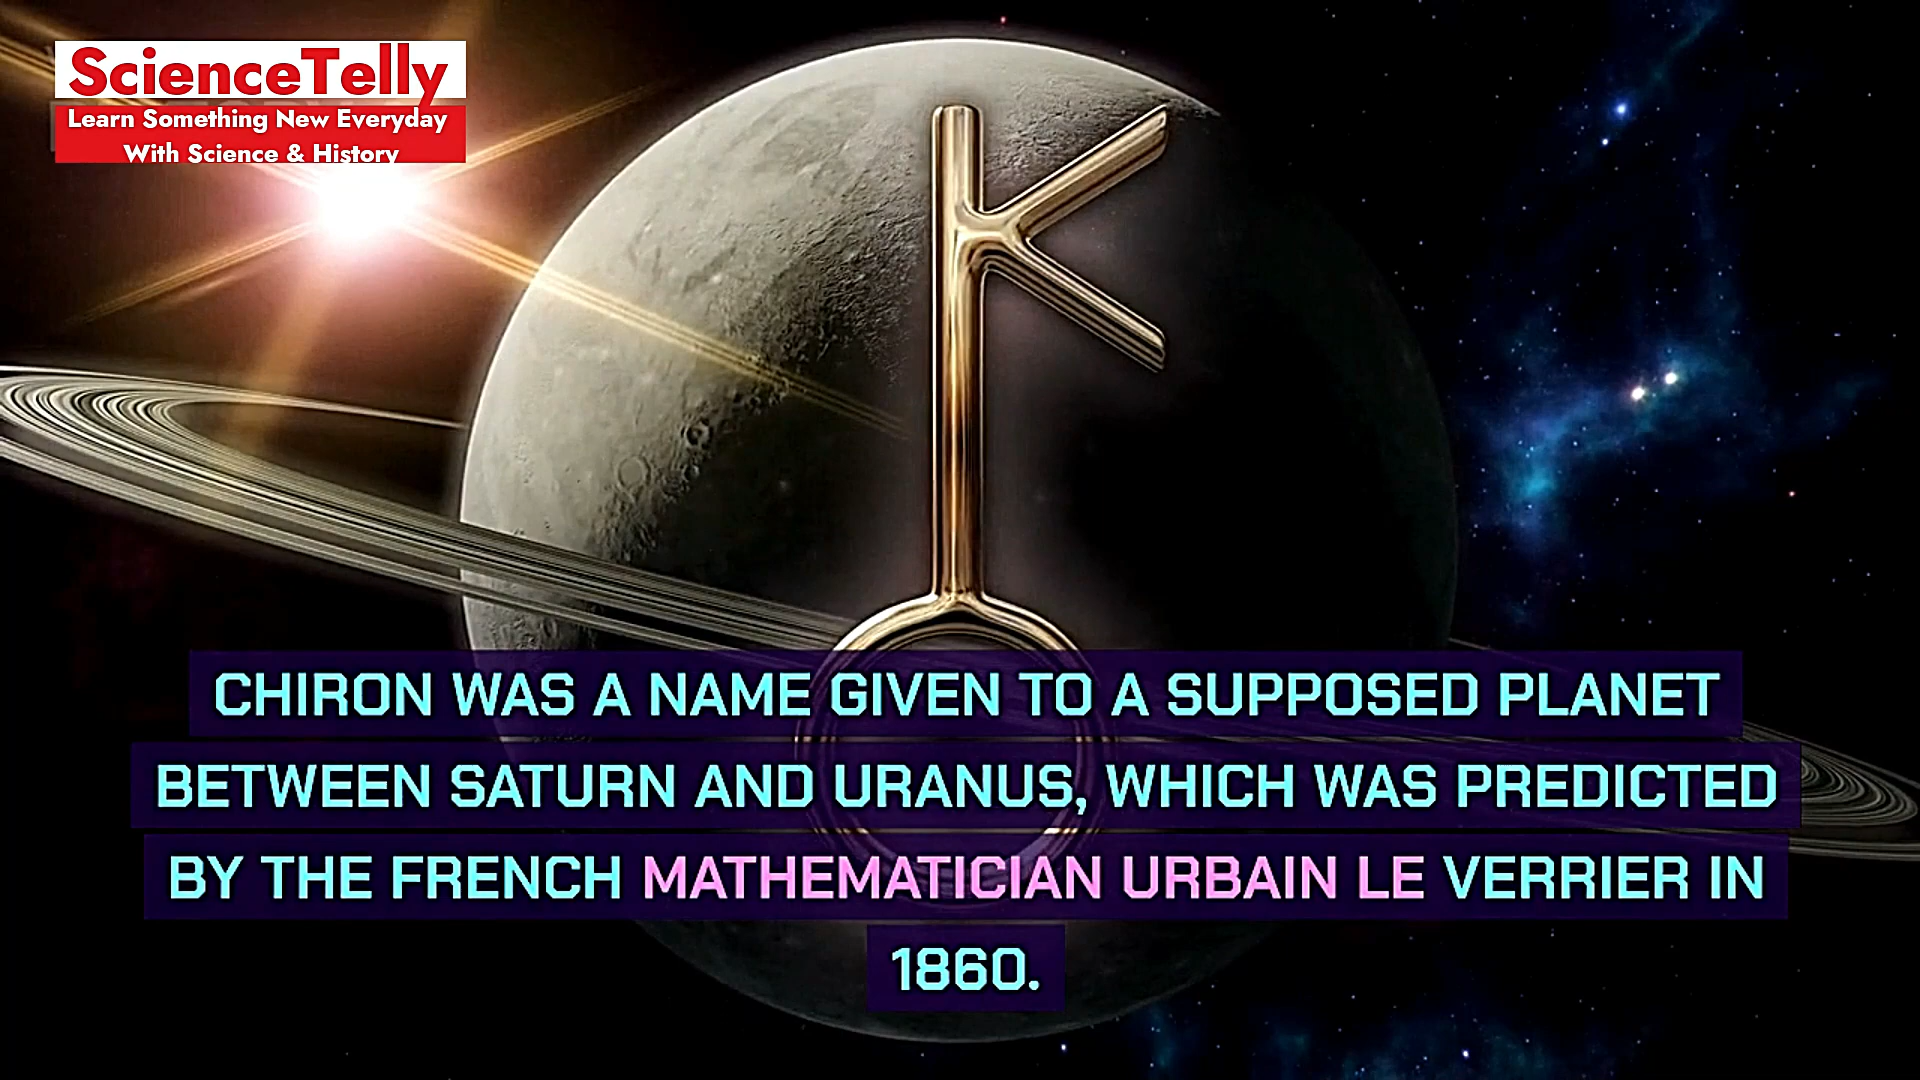 ScienceTelly
Learn Something New Everyday
With Science & History
CHIRON WAS A NAME GIVEN TO A SUPPOSED PLANET
BETWEEN SATURN AND URANUS, WHICH WAS PREDICTED
BY THE FRENCH MATHEMATICIAN URBAIN LE VERRIER IN
1860.